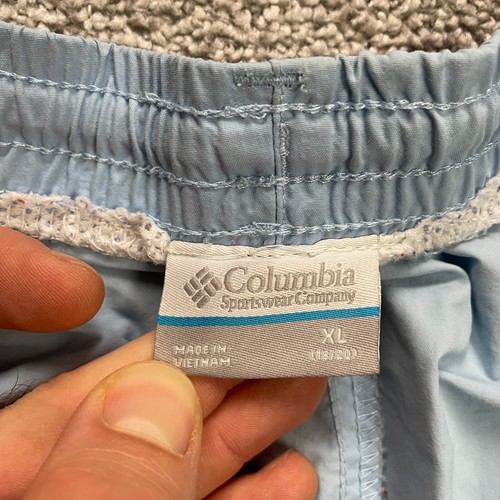 Columbia
Sportswear Company
XL
(18/20)
MADE IN
VIETNAM